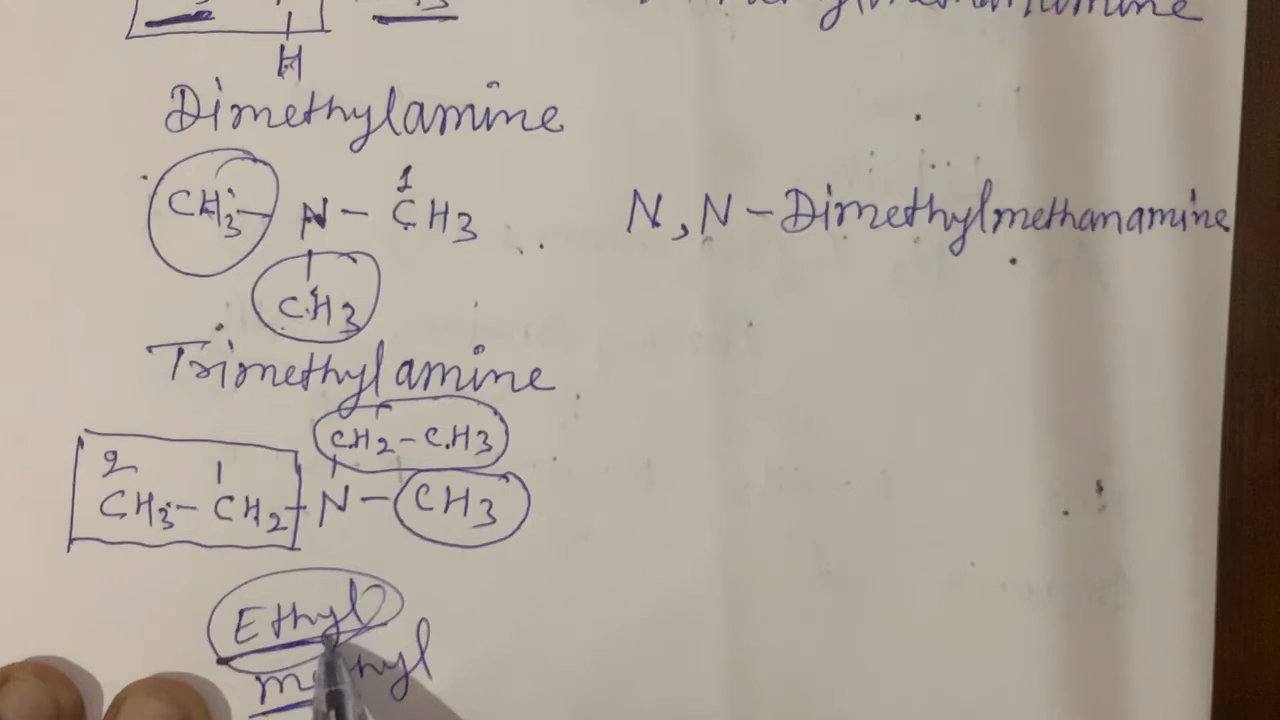 H
Dimethylamine
1
CH3 - N - CH3
N, N - Dimethylmethanamine
CH3
Trimethylamine
CH2 - CH3
2 1
CH3 - CH2 - N - CH3
Ethyl